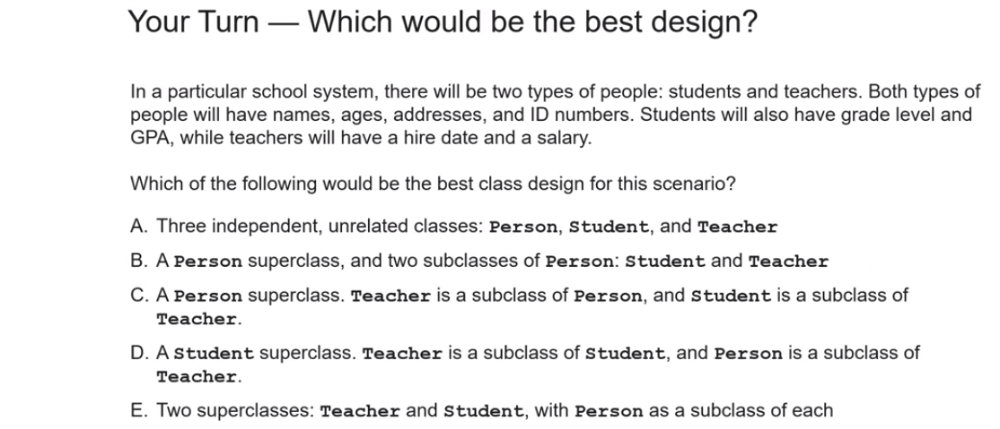 Your Turn — Which would be the best design?
In a particular school system, there will be two types of people: students and teachers. Both types of
people will have names, ages, addresses, and ID numbers. Students will also have grade level and
GPA, while teachers will have a hire date and a salary.
Which of the following would be the best class design for this scenario?
A. Three independent, unrelated classes: Person, Student, and Teacher
B. A Person superclass, and two subclasses of Person: Student and Teacher
C. A Person superclass. Teacher is a subclass of Person, and Student is a subclass of
Teacher.
D. A Student superclass. Teacher is a subclass of Student, and Person is a subclass of
Teacher.
E. Two superclasses: Teacher and Student, with Person as a subclass of each